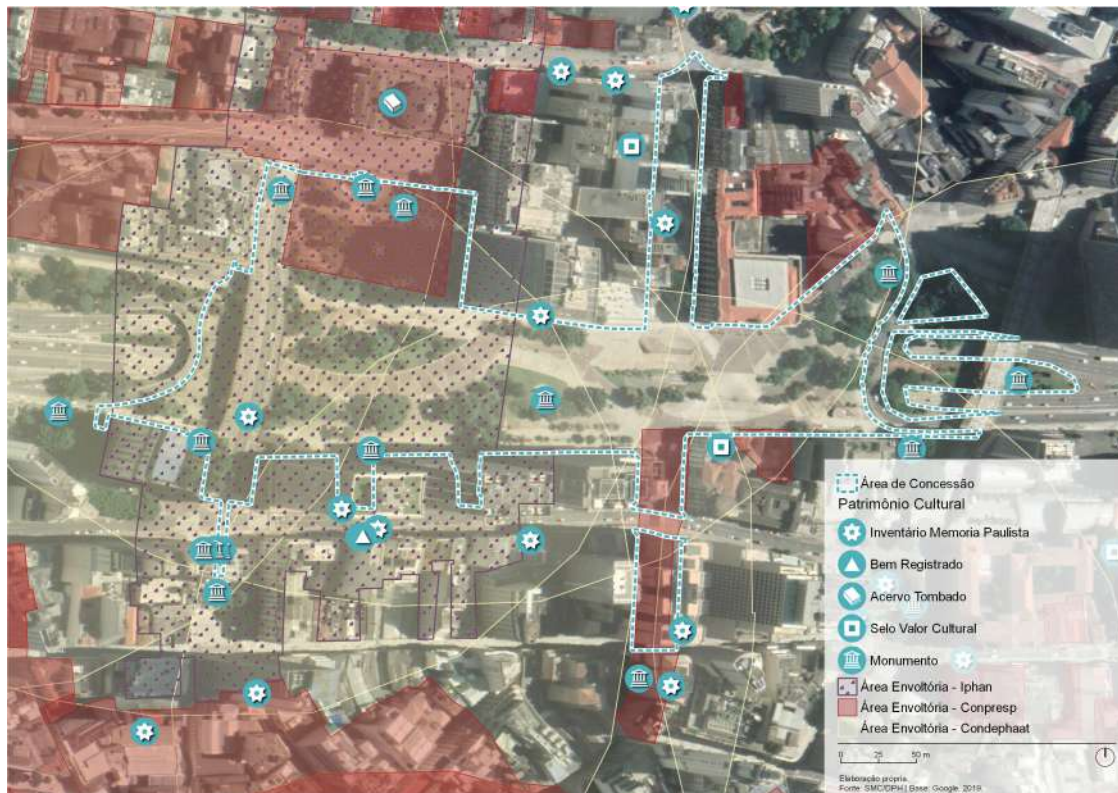 Área de Concessão
Patrimônio Cultural
Inventário Memoria Paulista
Bem Registrado
Acervo Tombado
Selo Valor Cultural
Monumento
Área Envoltória - Iphan
Área Envoltória - Conpresp
Área Envoltória - Condephaat
0 25 50 m
Elaboração própria.
Fonte: SMC/DPH | Base: Google, 2019.